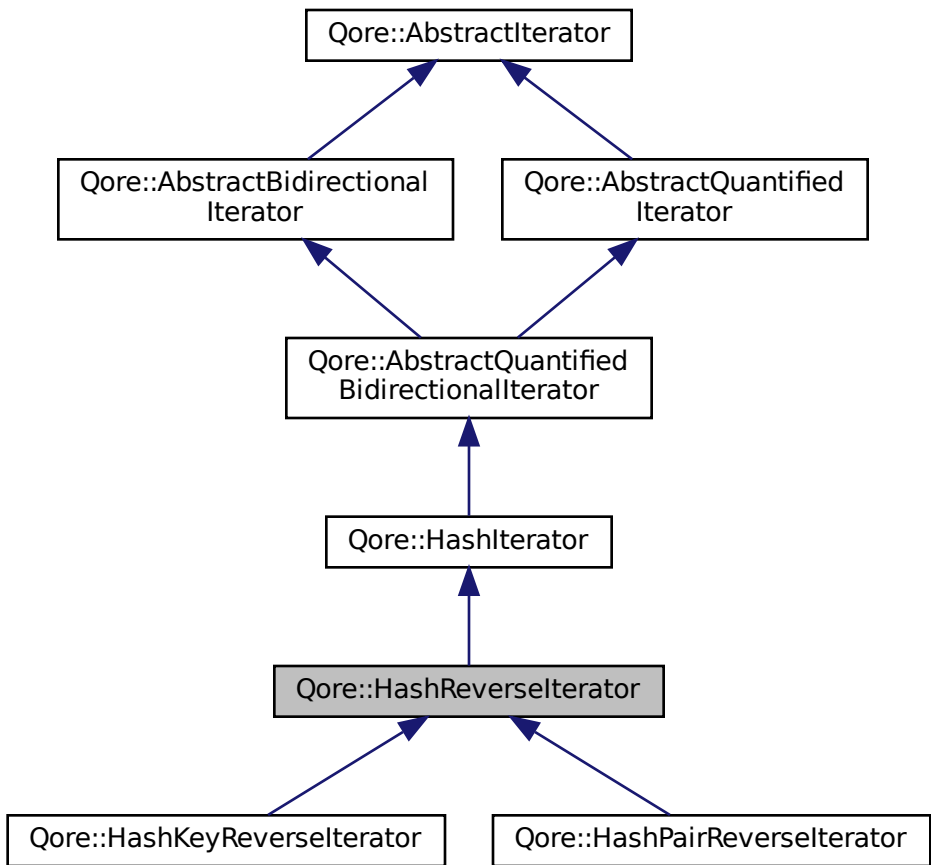 Qore::AbstractIterator
Qore::AbstractBidirectional
Iterator
Qore::AbstractQuantified
Iterator
Qore::AbstractQuantified
BidirectionalIterator
Qore::HashIterator
Qore::HashReverseIterator
Qore::HashKeyReverseIterator
Qore::HashPairReverseIterator